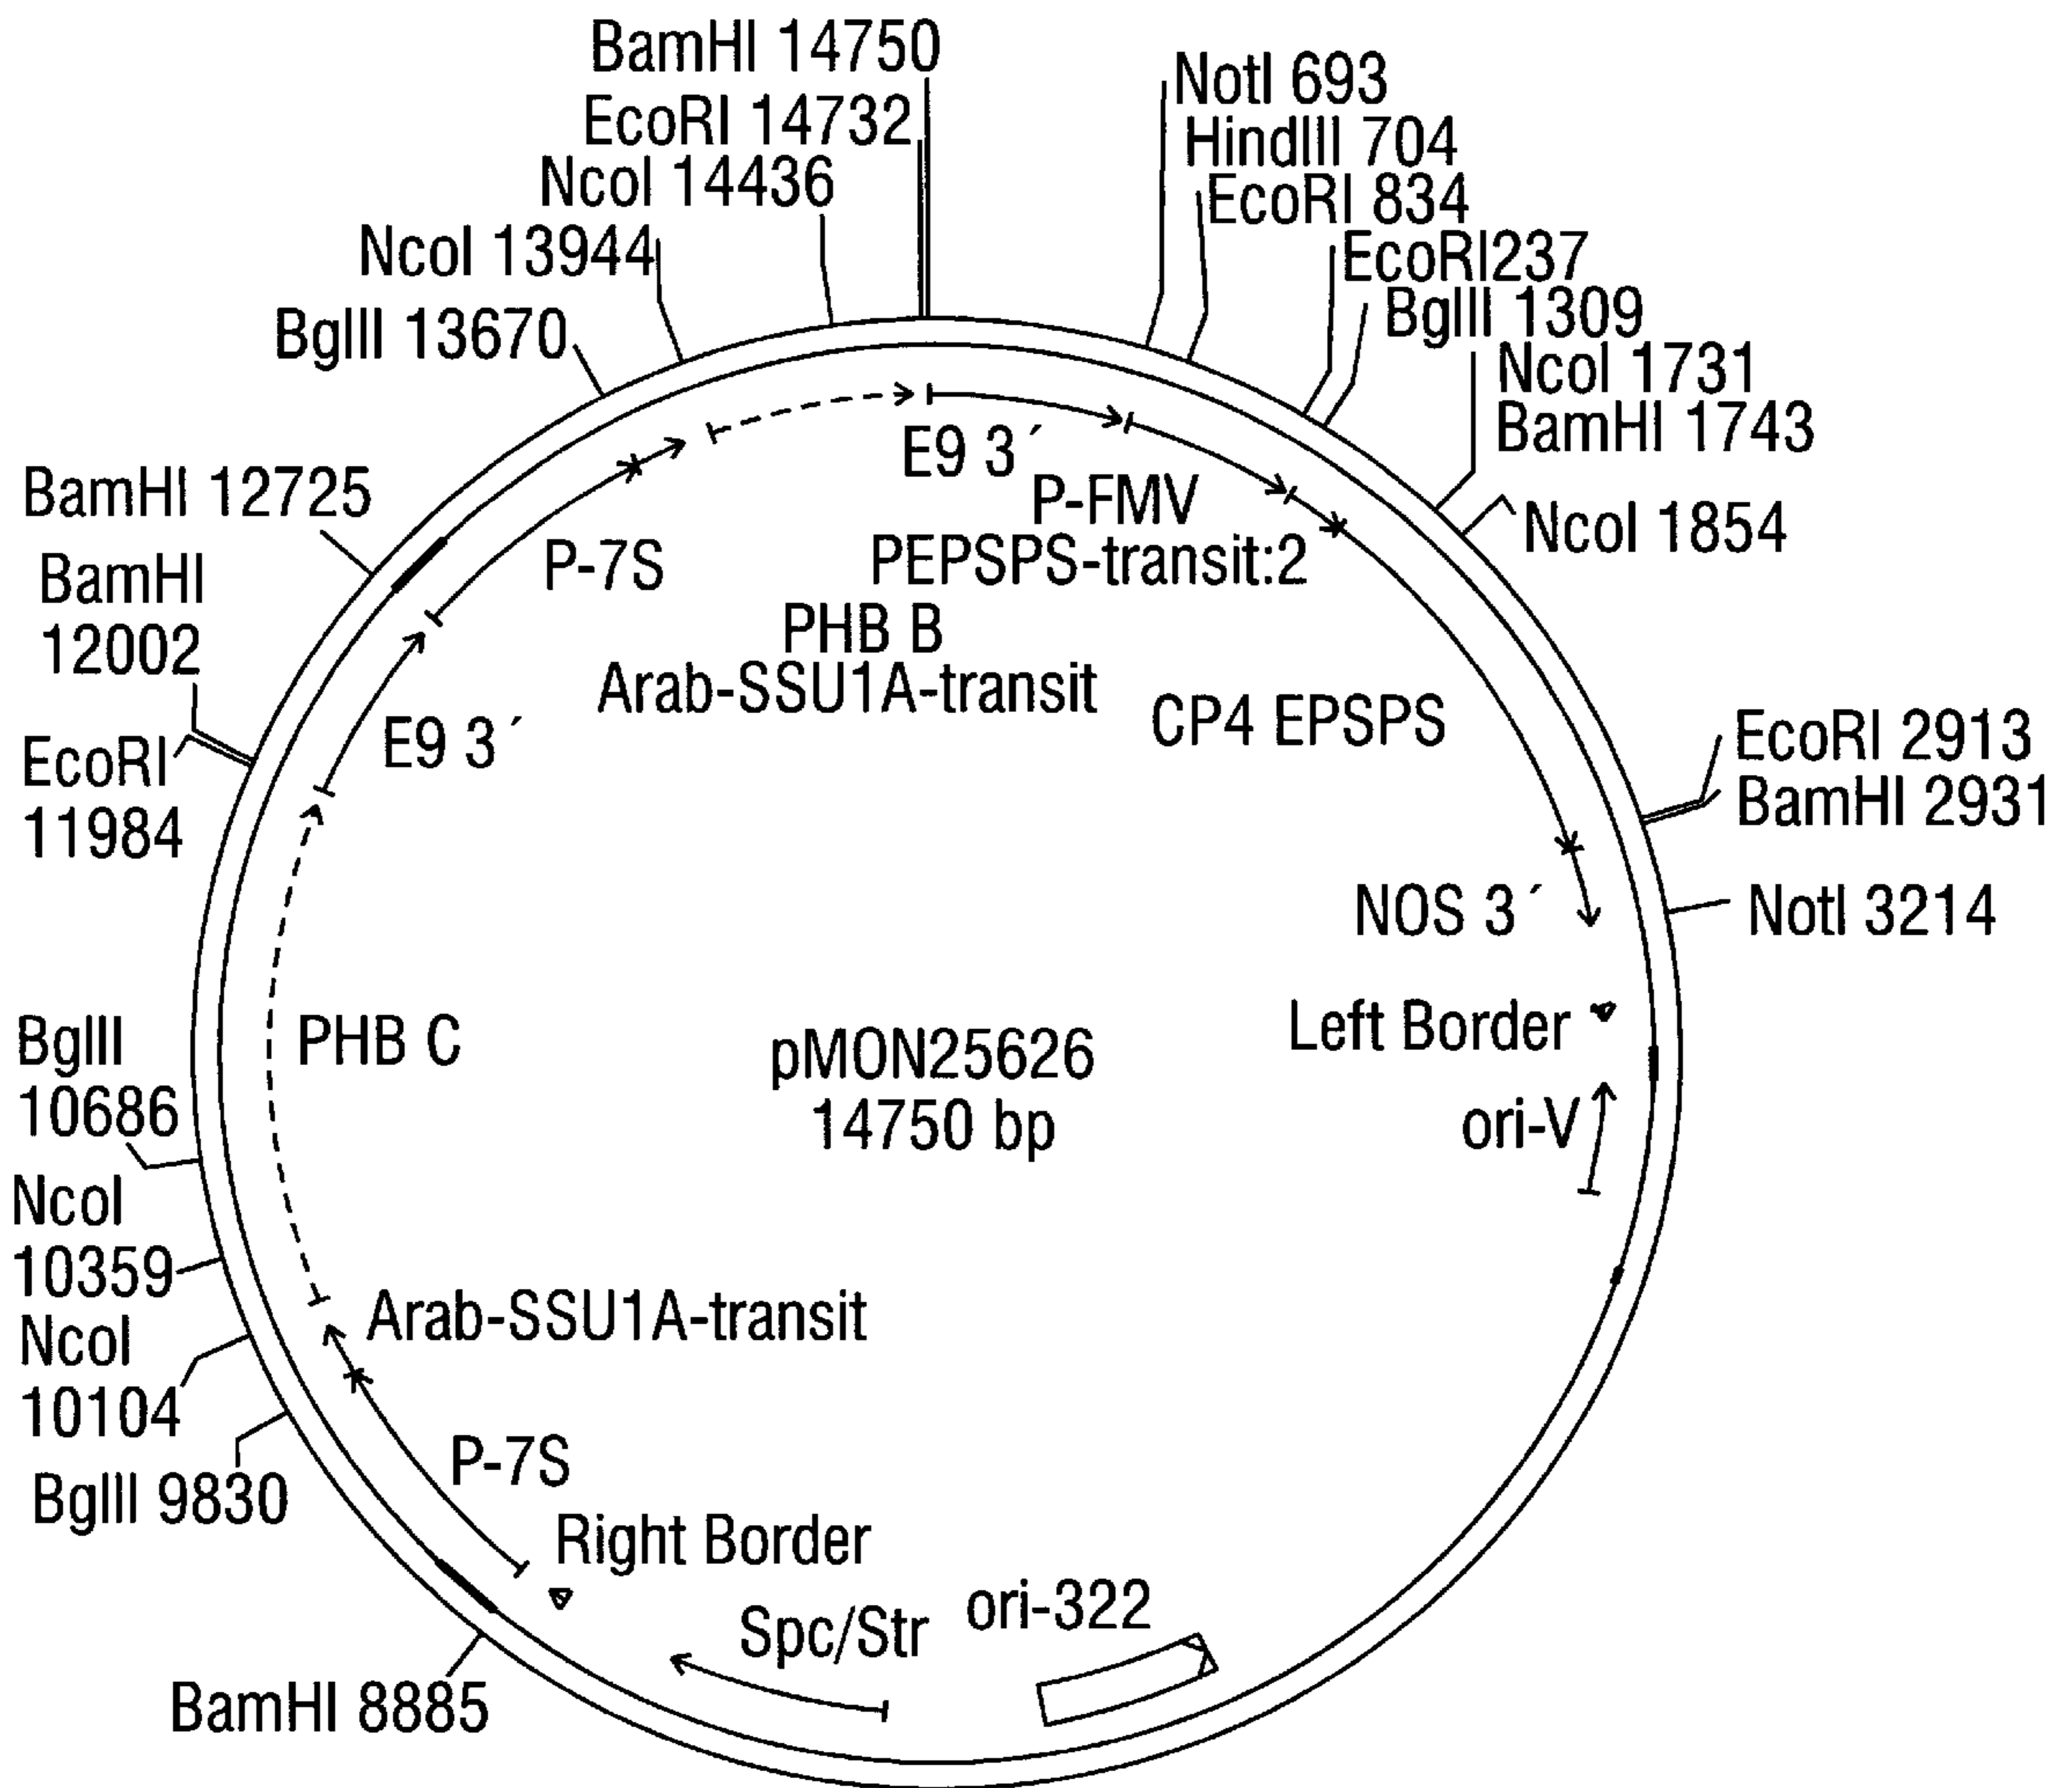 BamHI 14750
EcoRI 14732
NcoI 14436
NcoI 13944
BglII 13670
NotI 693
HindIII 704
EcoRI 834
EcoRI237
BglII 1309
NcoI 1731
BamHI 1743
NcoI 1854
BamHI 12725
BamHI
12002
EcoRI
11984
E9 3´
P-FMV
PEPSPS-transit:2
P-7S
PHB B
Arab-SSU1A-transit
CP4 EPSPS
E9 3´
EcoRI 2913
BamHI 2931
NOS 3´
NotI 3214
Left Border
ori-V
PHB C
pMON25626
14750 bp
BglII
10686
NcoI
10359
NcoI
10104
BglII 9830
Arab-SSU1A-transit
P-7S
Right Border
Spc/Str
ori-322
BamHI 8885